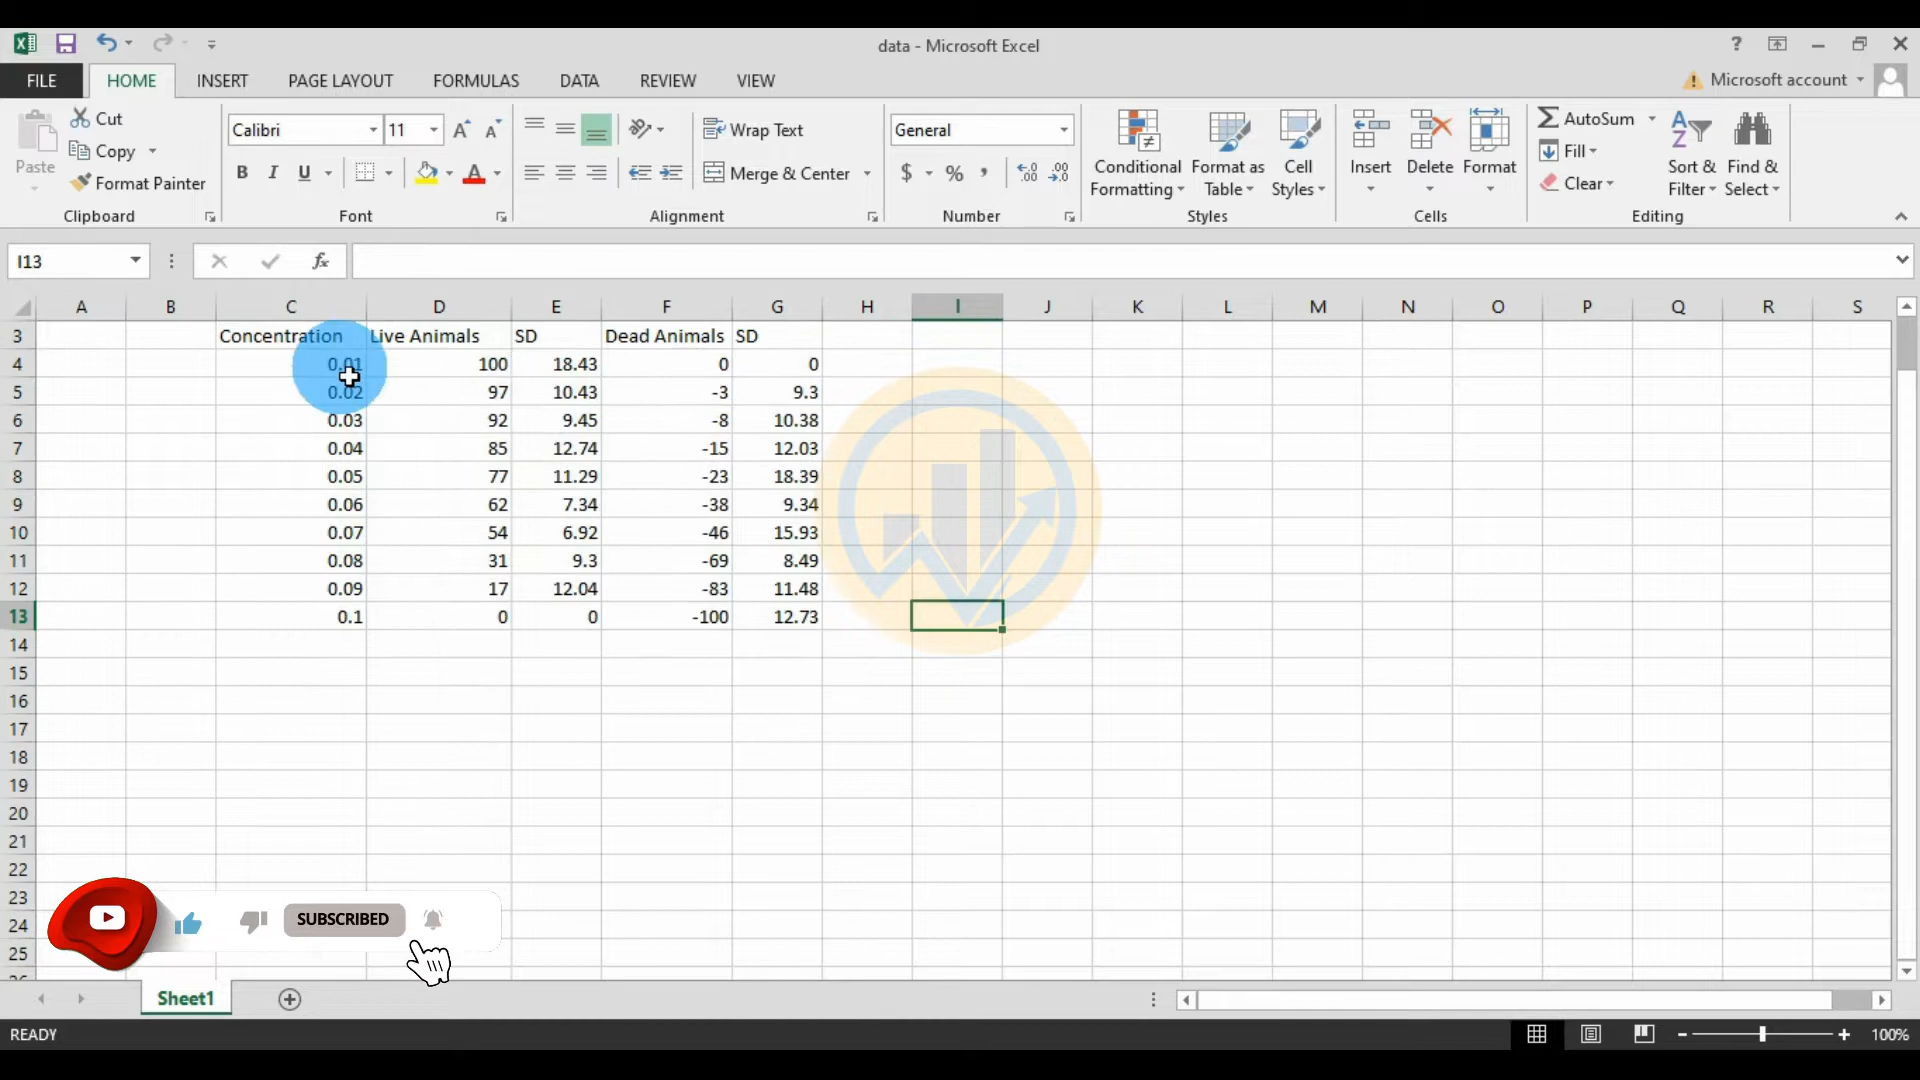 data - Microsoft Excel
FILE HOME INSERT PAGE LAYOUT FORMULAS DATA REVIEW VIEW Microsoft account
Paste
Cut
Copy
Format Painter
Clipboard
Calibri 11
B I U
Font
Wrap Text
Merge & Center
Alignment
General
$ % ,
Number
Conditional Formatting
Format as Table
Cell Styles
Styles
Insert
Delete
Format
Cells
AutoSum
Fill
Clear
Sort & Filter
Find & Select
Editing
I13
fx
A B C D E F G H I J K L M N O P Q R S
3 Concentration Live Animals SD Dead Animals SD
4 0.01 100 18.43 0 0
5 0.02 97 10.43 -3 9.3
6 0.03 92 9.45 -8 10.38
7 0.04 85 12.74 -15 12.03
8 0.05 77 11.29 -23 18.39
9 0.06 62 7.34 -38 9.34
10 0.07 54 6.92 -46 15.93
11 0.08 31 9.3 -69 8.49
12 0.09 17 12.04 -83 11.48
13 0.1 0 0 -100 12.73
14
15
16
17
18
19
20
21
22
23
24
25
SUBSCRIBED
Sheet1
READY 100%